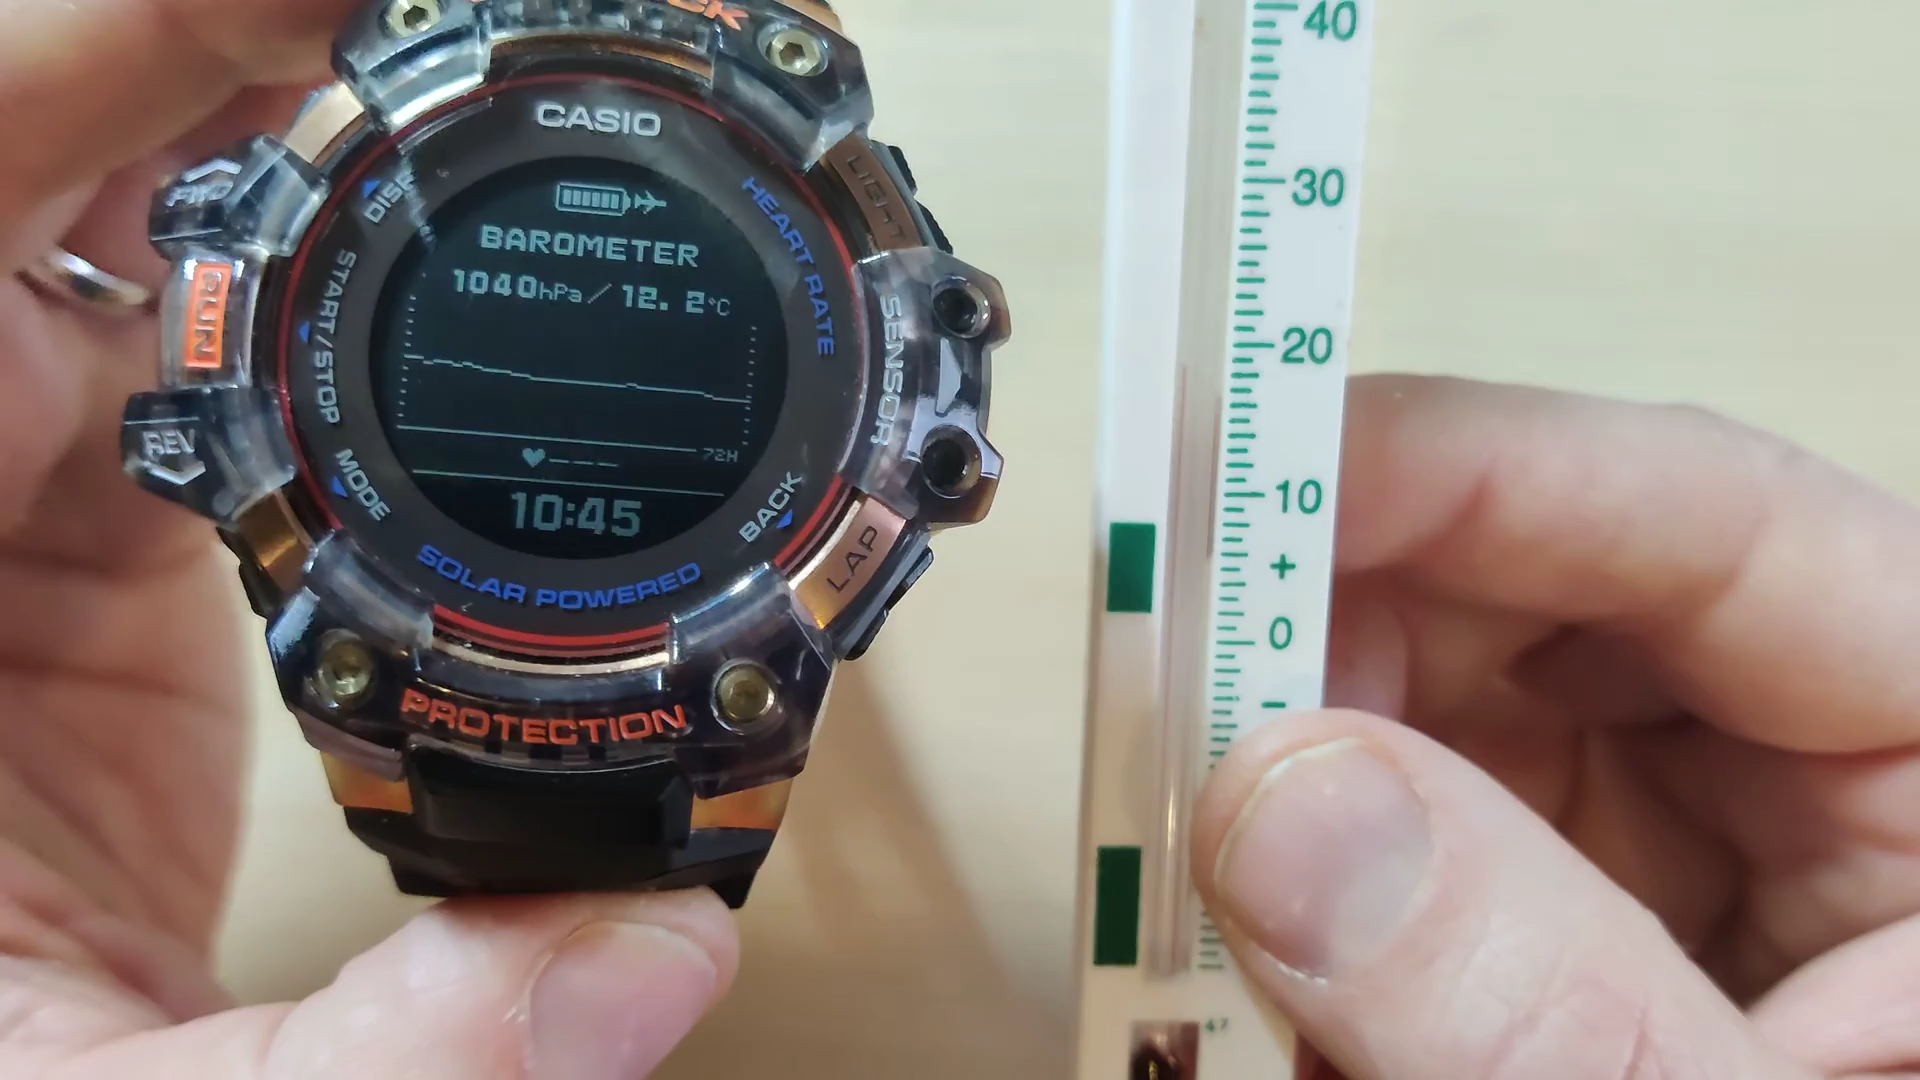 CASIO
LIGHT
DISP
HEART RATE
BAROMETER
1040hPa/12.2°C
RUN
START/STOP
SENSOR
72H
REV
MODE
10:45
BACK
LAP
SOLAR POWERED
PROTECTION
40
30
20
10
+
0
-
47